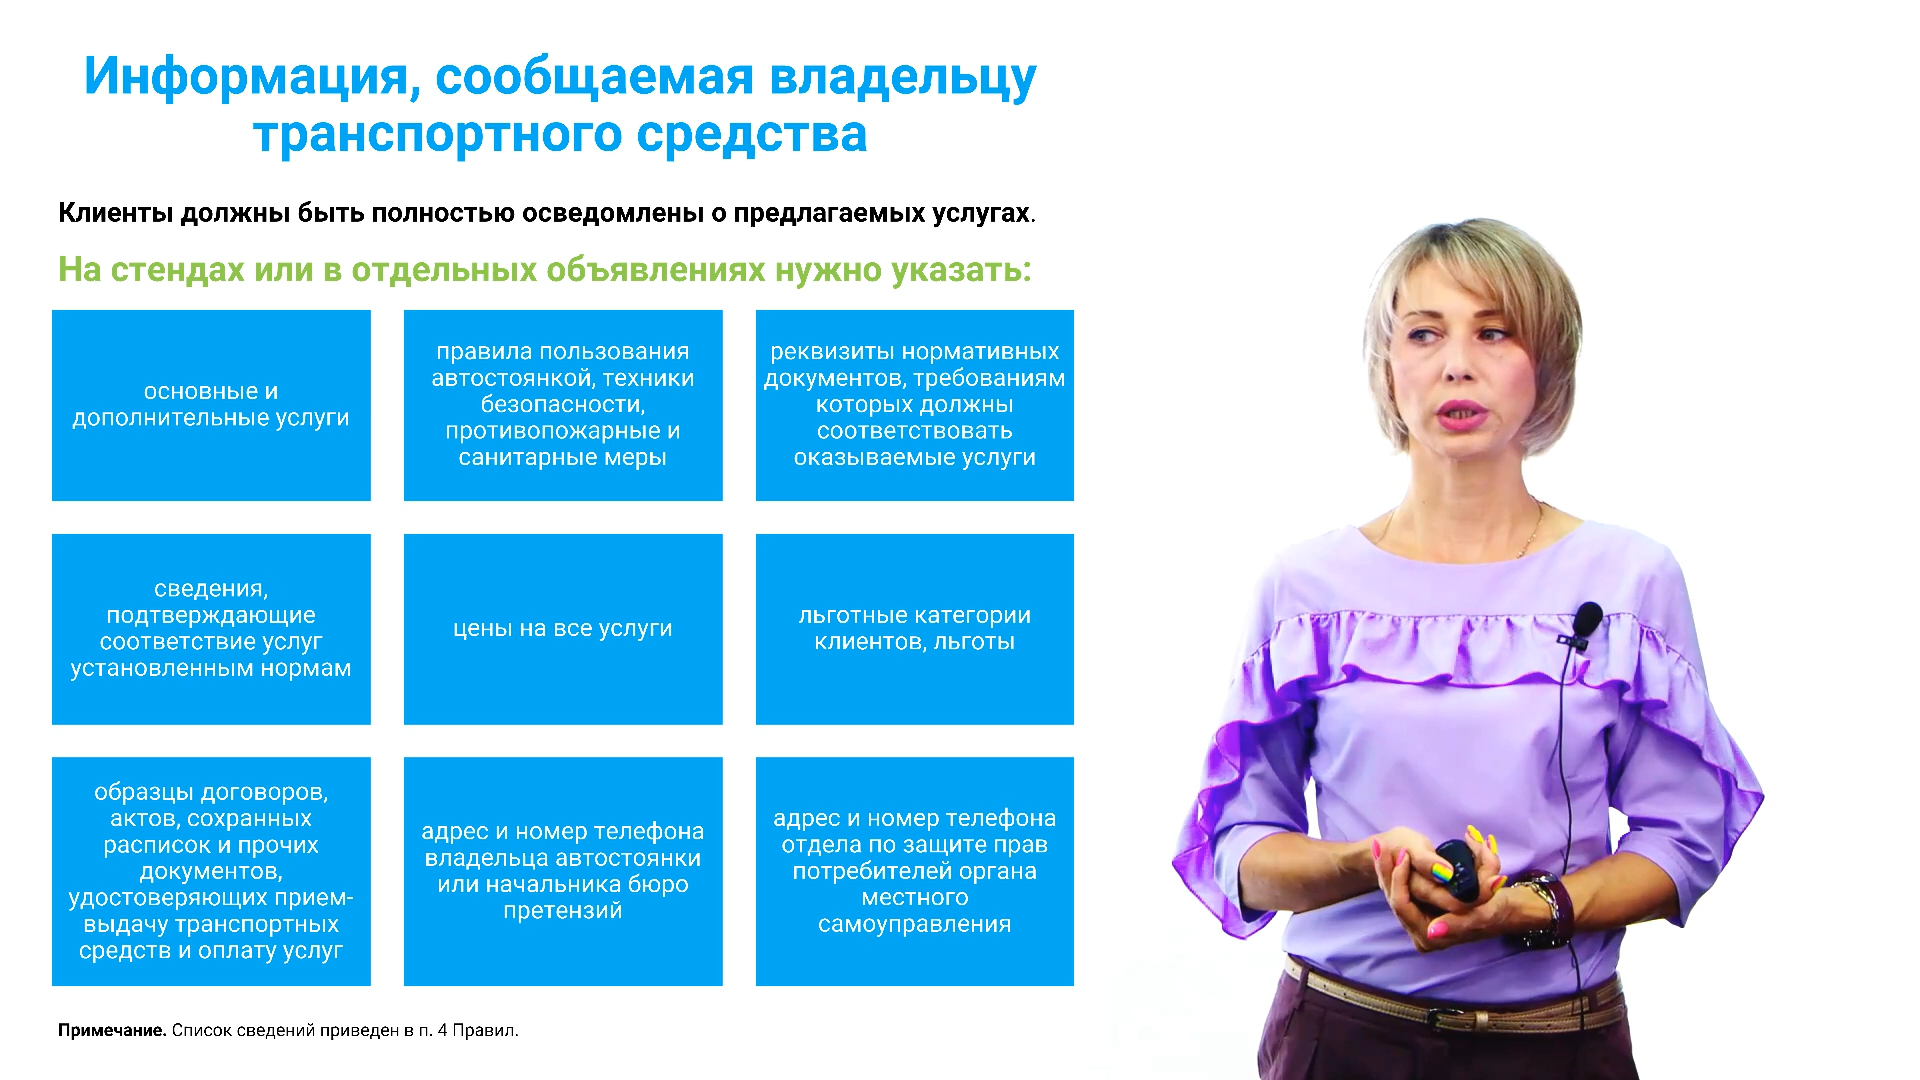 Информация, сообщаемая владельцу
транспортного средства
Клиенты должны быть полностью осведомлены о предлагаемых услугах.
На стендах или в отдельных объявлениях нужно указать:
основные и
дополнительные услуги
правила пользования
автостоянкой, техники
безопасности,
противопожарные и
санитарные меры
реквизиты нормативных
документов, требованиям
которых должны
соответствовать
оказываемые услуги
сведения,
подтверждающие
соответствие услуг
установленным нормам
цены на все услуги
льготные категории
клиентов, льготы
образцы договоров,
актов, сохранных
расписок и прочих
документов,
удостоверяющих прием-
выдачу транспортных
средств и оплату услуг
адрес и номер телефона
владельца автостоянки
или начальника бюро
претензий
адрес и номер телефона
отдела по защите прав
потребителей органа
местного
самоуправления
Примечание. Список сведений приведен в п. 4 Правил.